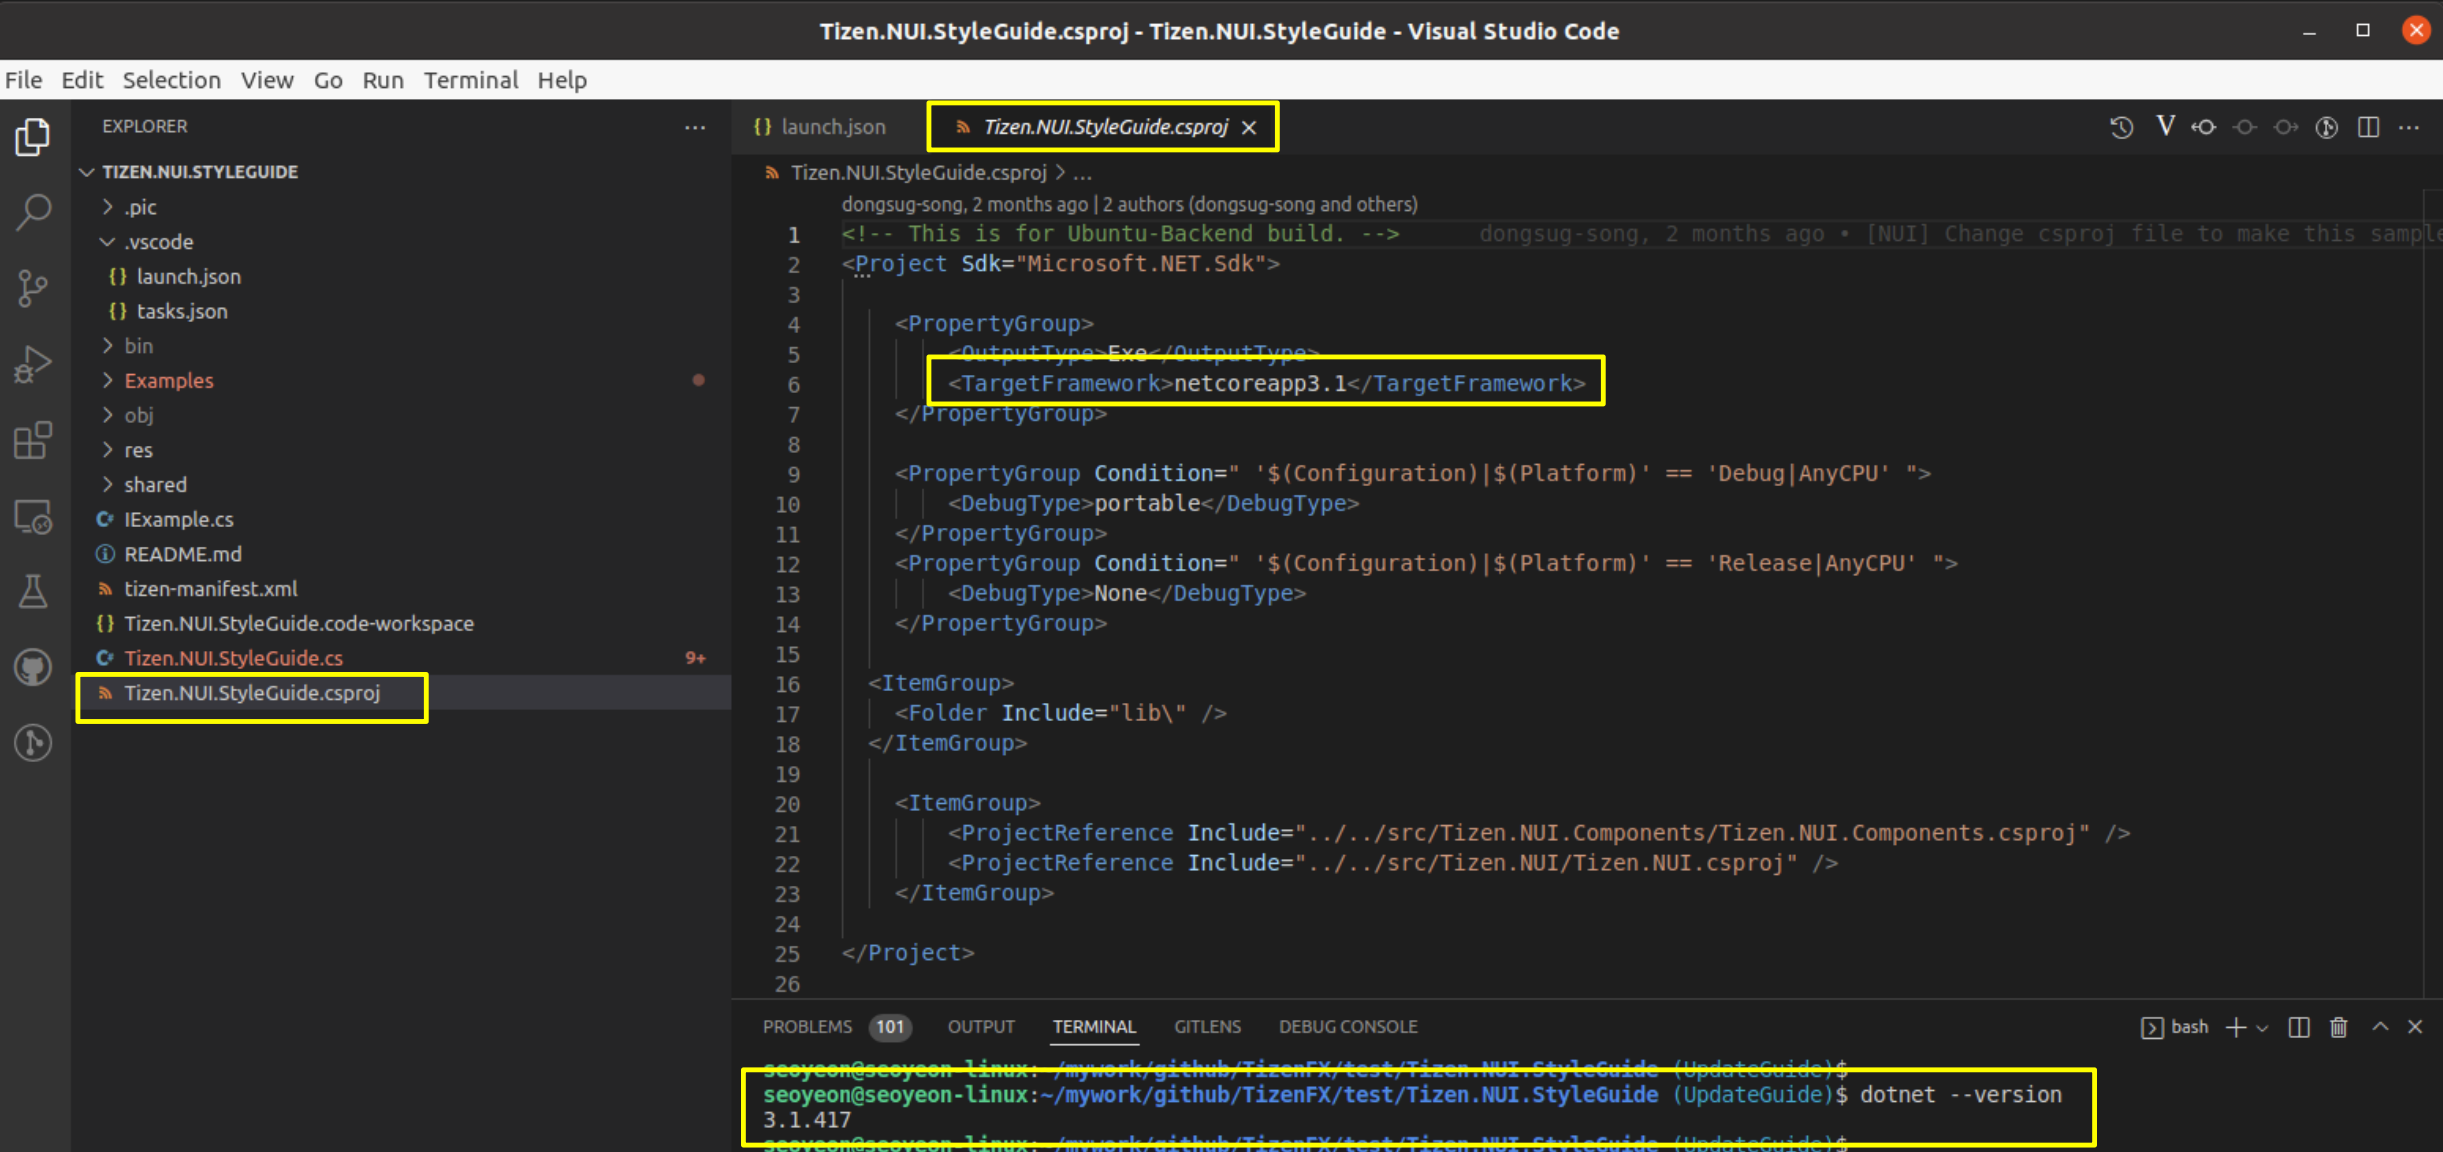 Tizen.NUI.StyleGuide.csproj - Tizen.NUI.StyleGuide - Visual Studio Code
File Edit Selection View Go Run Terminal Help
EXPLORER
TIZEN.NUI.STYLEGUIDE
.pic
.vscode
{} launch.json
{} tasks.json
bin
Examples
obj
res
shared
IExample.cs
README.md
tizen-manifest.xml
{} Tizen.NUI.StyleGuide.code-workspace
Tizen.NUI.StyleGuide.cs 9+
Tizen.NUI.StyleGuide.csproj
{} launch.json Tizen.NUI.StyleGuide.csproj
Tizen.NUI.StyleGuide.csproj > ...
dongsug-song, 2 months ago | 2 authors (dongsug-song and others)
1 <!-- This is for Ubuntu-Backend build. --> dongsug-song, 2 months ago • [NUI] Change csproj file to make this sample
2 <Project Sdk="Microsoft.NET.Sdk">
3
4 <PropertyGroup>
5 <OutputType>Exe</OutputType>
6 <TargetFramework>netcoreapp3.1</TargetFramework>
7 </PropertyGroup>
8
9 <PropertyGroup Condition=" '$(Configuration)|$(Platform)' == 'Debug|AnyCPU' ">
10 <DebugType>portable</DebugType>
11 </PropertyGroup>
12 <PropertyGroup Condition=" '$(Configuration)|$(Platform)' == 'Release|AnyCPU' ">
13 <DebugType>None</DebugType>
14 </PropertyGroup>
15
16 <ItemGroup>
17 <Folder Include="lib\" />
18 </ItemGroup>
19
20 <ItemGroup>
21 <ProjectReference Include="../../src/Tizen.NUI.Components/Tizen.NUI.Components.csproj" />
22 <ProjectReference Include="../../src/Tizen.NUI/Tizen.NUI.csproj" />
23 </ItemGroup>
24
25 </Project>
26
PROBLEMS 101 OUTPUT TERMINAL GITLENS DEBUG CONSOLE bash
seoyeon@seoyeon-linux:~/mywork/github/TizenFX/test/Tizen.NUI.StyleGuide (UpdateGuide)$
seoyeon@seoyeon-linux:~/mywork/github/TizenFX/test/Tizen.NUI.StyleGuide (UpdateGuide)$ dotnet --version
3.1.417
seoyeon@seoyeon-linux:~/mywork/github/TizenFX/test/Tizen.NUI.StyleGuide (UpdateGuide)$